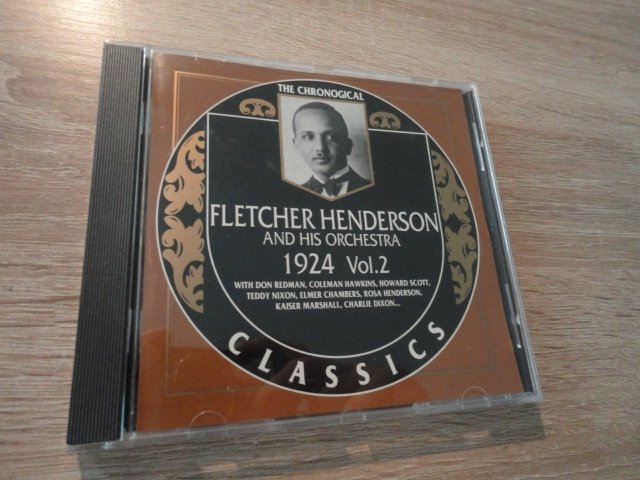 THE CHRONOGICAL
FLETCHER HENDERSON
AND HIS ORCHESTRA
1924 Vol.2
WITH DON REDMAN, COLEMAN HAWKINS, HOWARD SCOTT,
TEDDY NIXON, ELMER CHAMBERS, ROSA HENDERSON,
KAISER MARSHALL, CHARLIE DIXON...
CLASSICS